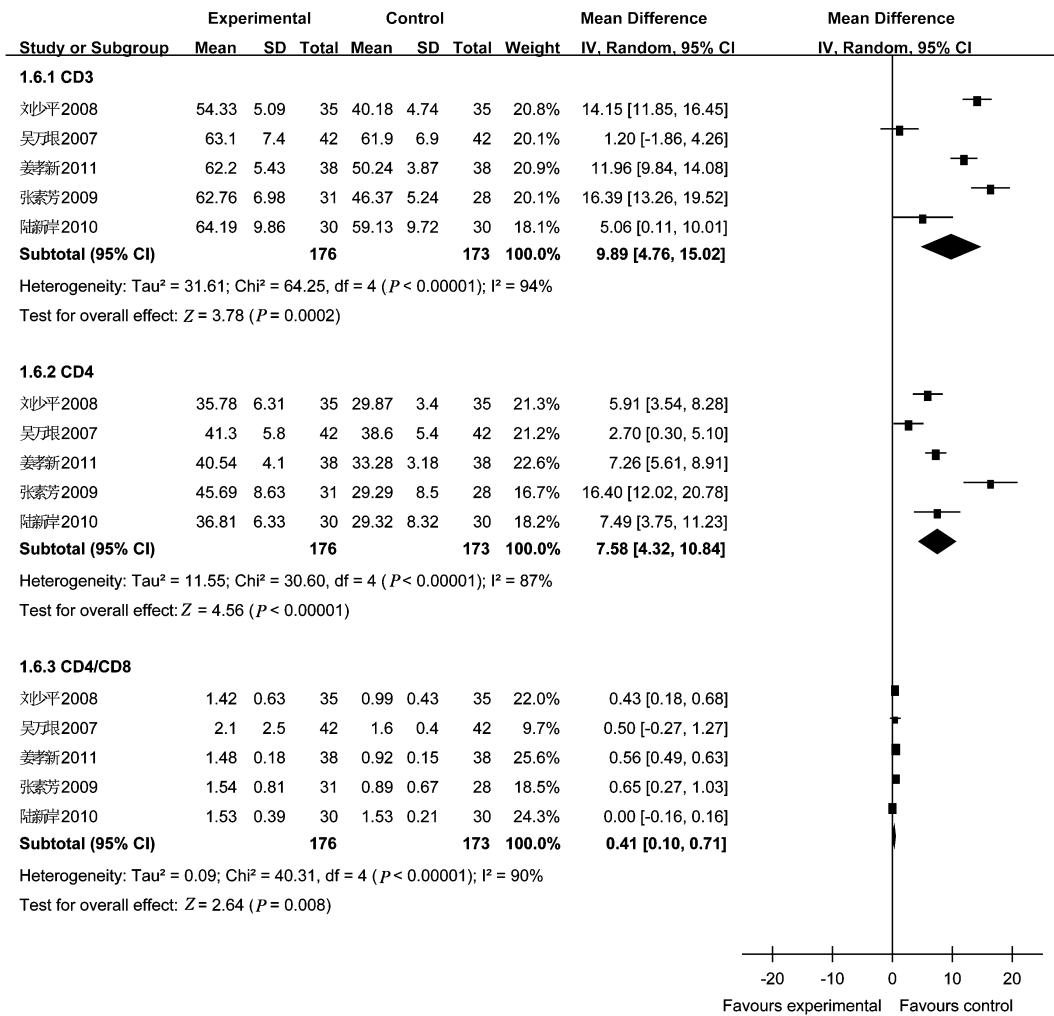 Experimental Control Mean Difference Mean Difference
Study or Subgroup Mean SD Total Mean SD Total Weight IV, Random, 95% CI IV, Random, 95% CI
1.6.1 CD3
刘少平2008 54.33 5.09 35 40.18 4.74 35 20.8% 14.15 [11.85, 16.45]
吴万垠2007 63.1 7.4 42 61.9 6.9 42 20.1% 1.20 [-1.86, 4.26]
姜孝新2011 62.2 5.43 38 50.24 3.87 38 20.9% 11.96 [9.84, 14.08]
张素芳2009 62.76 6.98 31 46.37 5.24 28 20.1% 16.39 [13.26, 19.52]
陆新岸2010 64.19 9.86 30 59.13 9.72 30 18.1% 5.06 [0.11, 10.01]
Subtotal (95% CI) 176 173 100.0% 9.89 [4.76, 15.02]
Heterogeneity: Tau² = 31.61; Chi² = 64.25, df = 4 (P < 0.00001); I² = 94%
Test for overall effect: Z = 3.78 (P = 0.0002)
1.6.2 CD4
刘少平2008 35.78 6.31 35 29.87 3.4 35 21.3% 5.91 [3.54, 8.28]
吴万垠2007 41.3 5.8 42 38.6 5.4 42 21.2% 2.70 [0.30, 5.10]
姜孝新2011 40.54 4.1 38 33.28 3.18 38 22.6% 7.26 [5.61, 8.91]
张素芳2009 45.69 8.63 31 29.29 8.5 28 16.7% 16.40 [12.02, 20.78]
陆新岸2010 36.81 6.33 30 29.32 8.32 30 18.2% 7.49 [3.75, 11.23]
Subtotal (95% CI) 176 173 100.0% 7.58 [4.32, 10.84]
Heterogeneity: Tau² = 11.55; Chi² = 30.60, df = 4 (P < 0.00001); I² = 87%
Test for overall effect: Z = 4.56 (P < 0.00001)
1.6.3 CD4/CD8
刘少平2008 1.42 0.63 35 0.99 0.43 35 22.0% 0.43 [0.18, 0.68]
吴万垠2007 2.1 2.5 42 1.6 0.4 42 9.7% 0.50 [-0.27, 1.27]
姜孝新2011 1.48 0.18 38 0.92 0.15 38 25.6% 0.56 [0.49, 0.63]
张素芳2009 1.54 0.81 31 0.89 0.67 28 18.5% 0.65 [0.27, 1.03]
陆新岸2010 1.53 0.39 30 1.53 0.21 30 24.3% 0.00 [-0.16, 0.16]
Subtotal (95% CI) 176 173 100.0% 0.41 [0.10, 0.71]
Heterogeneity: Tau² = 0.09; Chi² = 40.31, df = 4 (P < 0.00001); I² = 90%
Test for overall effect: Z = 2.64 (P = 0.008)
-20 -10 0 10 20
Favours experimental Favours control